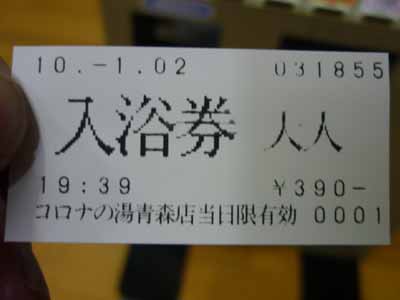 10.-1.02 031855
入浴券 大人
19:39 ¥390-
コロナの湯青森店当日限有効 0001